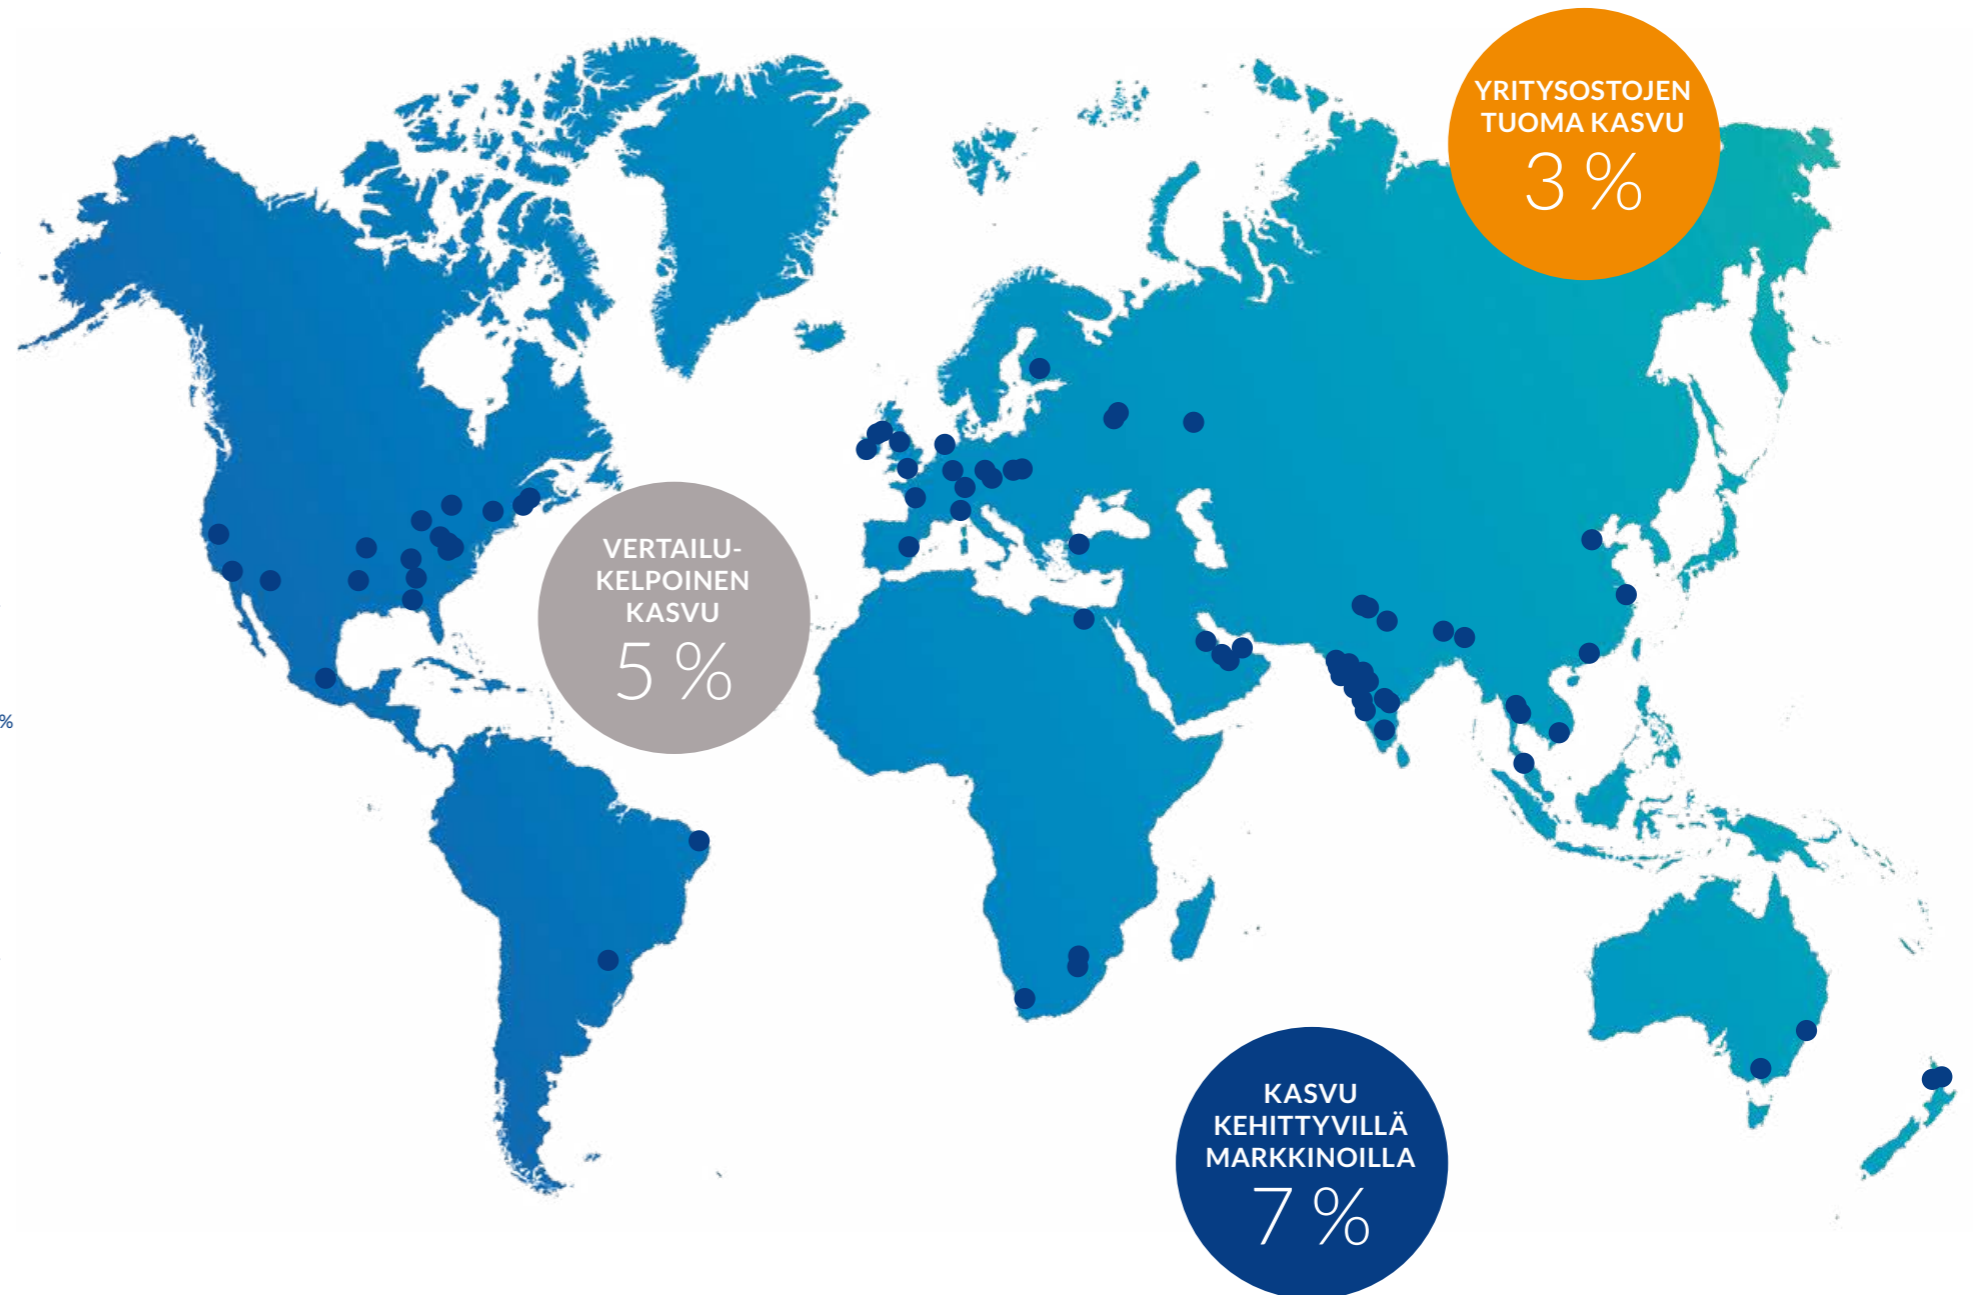 YRITYSOSTOJEN
TUOMA KASVU
3 %
VERTAILU-
KELPOINEN
KASVU
5 %
%
KASVU
KEHITTYVILLÄ
MARKKINOILLA
7 %